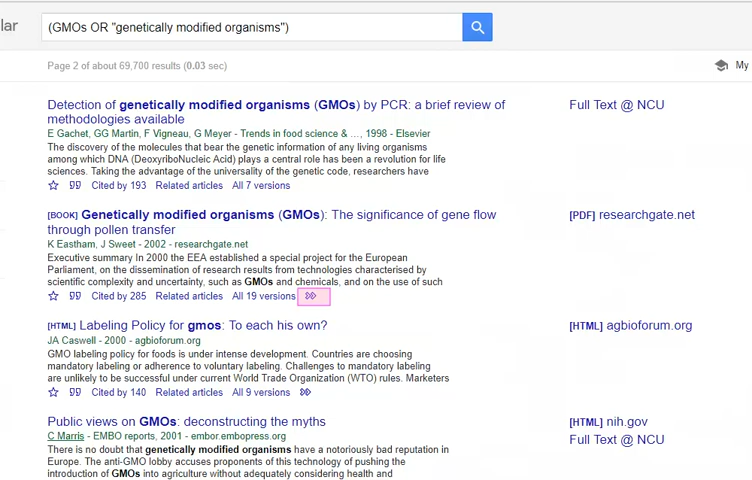 lar
(GMOs OR "genetically modified organisms")
Page 2 of about 69,700 results (0.03 sec)
My
Detection of genetically modified organisms (GMOs) by PCR: a brief review of
methodologies available
Full Text @ NCU
E Gachet, GG Martin, F Vigneau, G Meyer - Trends in food science & …, 1998 - Elsevier
The discovery of the molecules that bear the genetic information of any living organisms
among which DNA (DeoxyriboNucleic Acid) plays a central role has been a revolution for life
sciences. Taking the advantage of the universality of the genetic code, researchers have
Cited by 193 Related articles All 7 versions
[BOOK] Genetically modified organisms (GMOs): The significance of gene flow
through pollen transfer
[PDF] researchgate.net
K Eastham, J Sweet - 2002 - researchgate.net
Executive summary In 2000 the EEA established a special project for the European
Parliament, on the dissemination of research results from technologies characterised by
scientific complexity and uncertainty, such as GMOs and chemicals, and on the use of such
Cited by 285 Related articles All 19 versions
[HTML] Labeling Policy for gmos: To each his own?
[HTML] agbioforum.org
JA Caswell - 2000 - agbioforum.org
GMO labeling policy for foods is under intense development. Countries are choosing
mandatory labeling or adherence to voluntary labeling. Challenges to mandatory labeling
are unlikely to be successful under current World Trade Organization (WTO) rules. Marketers
Cited by 140 Related articles All 9 versions
Public views on GMOs: deconstructing the myths
[HTML] nih.gov
C Marris - EMBO reports, 2001 - embor.embopress.org
Full Text @ NCU
There is no doubt that genetically modified organisms have a notoriously bad reputation in
Europe. The anti-GMO lobby accuses proponents of this technology of pushing the
introduction of GMOs into agriculture without adequately considering health and